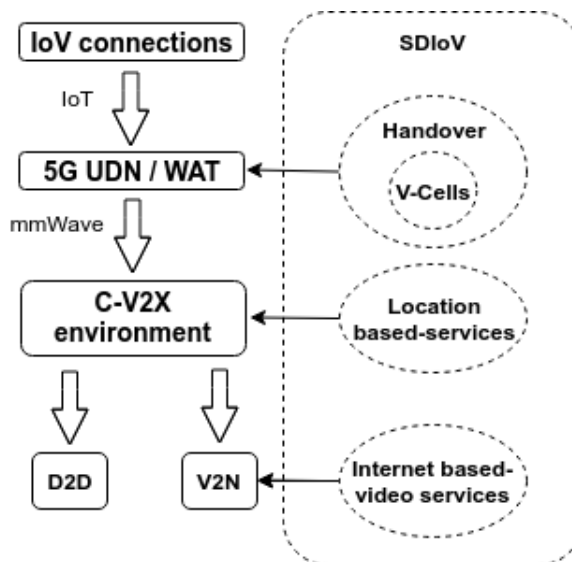 IoV connections
SDIoV
IoT
Handover
5G UDN / WAT
V-Cells
mmWave
C-V2X
environment
Location
based-services
D2D
V2N
Internet based-
video services